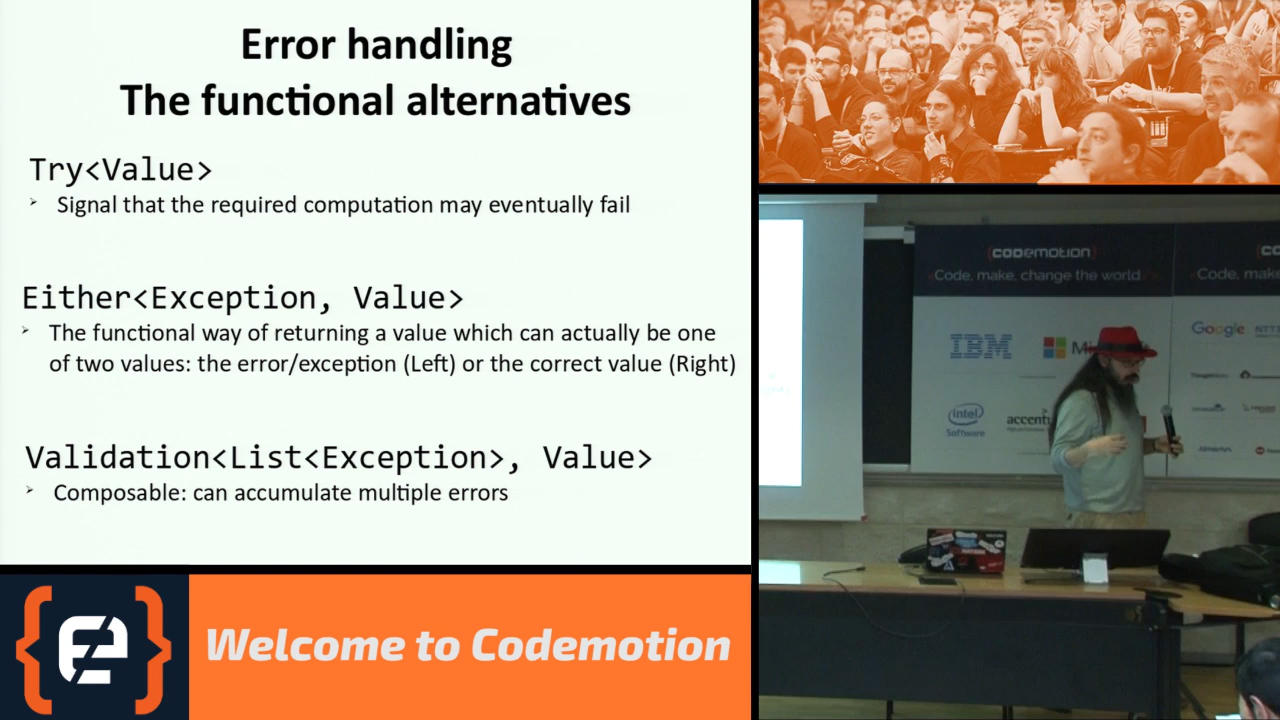 Error handling
The functional alternatives
Try<Value>
Signal that the required computation may eventually fail
Either<Exception, Value>
The functional way of returning a value which can actually be one
of two values: the error/exception (Left) or the correct value (Right)
Validation<List<Exception>, Value>
Composable: can accumulate multiple errors
Welcome to Codemotion
{codemotion}
Code, make, change the world
Code, mak
IBM
Mi
Google
intel
Software
accent